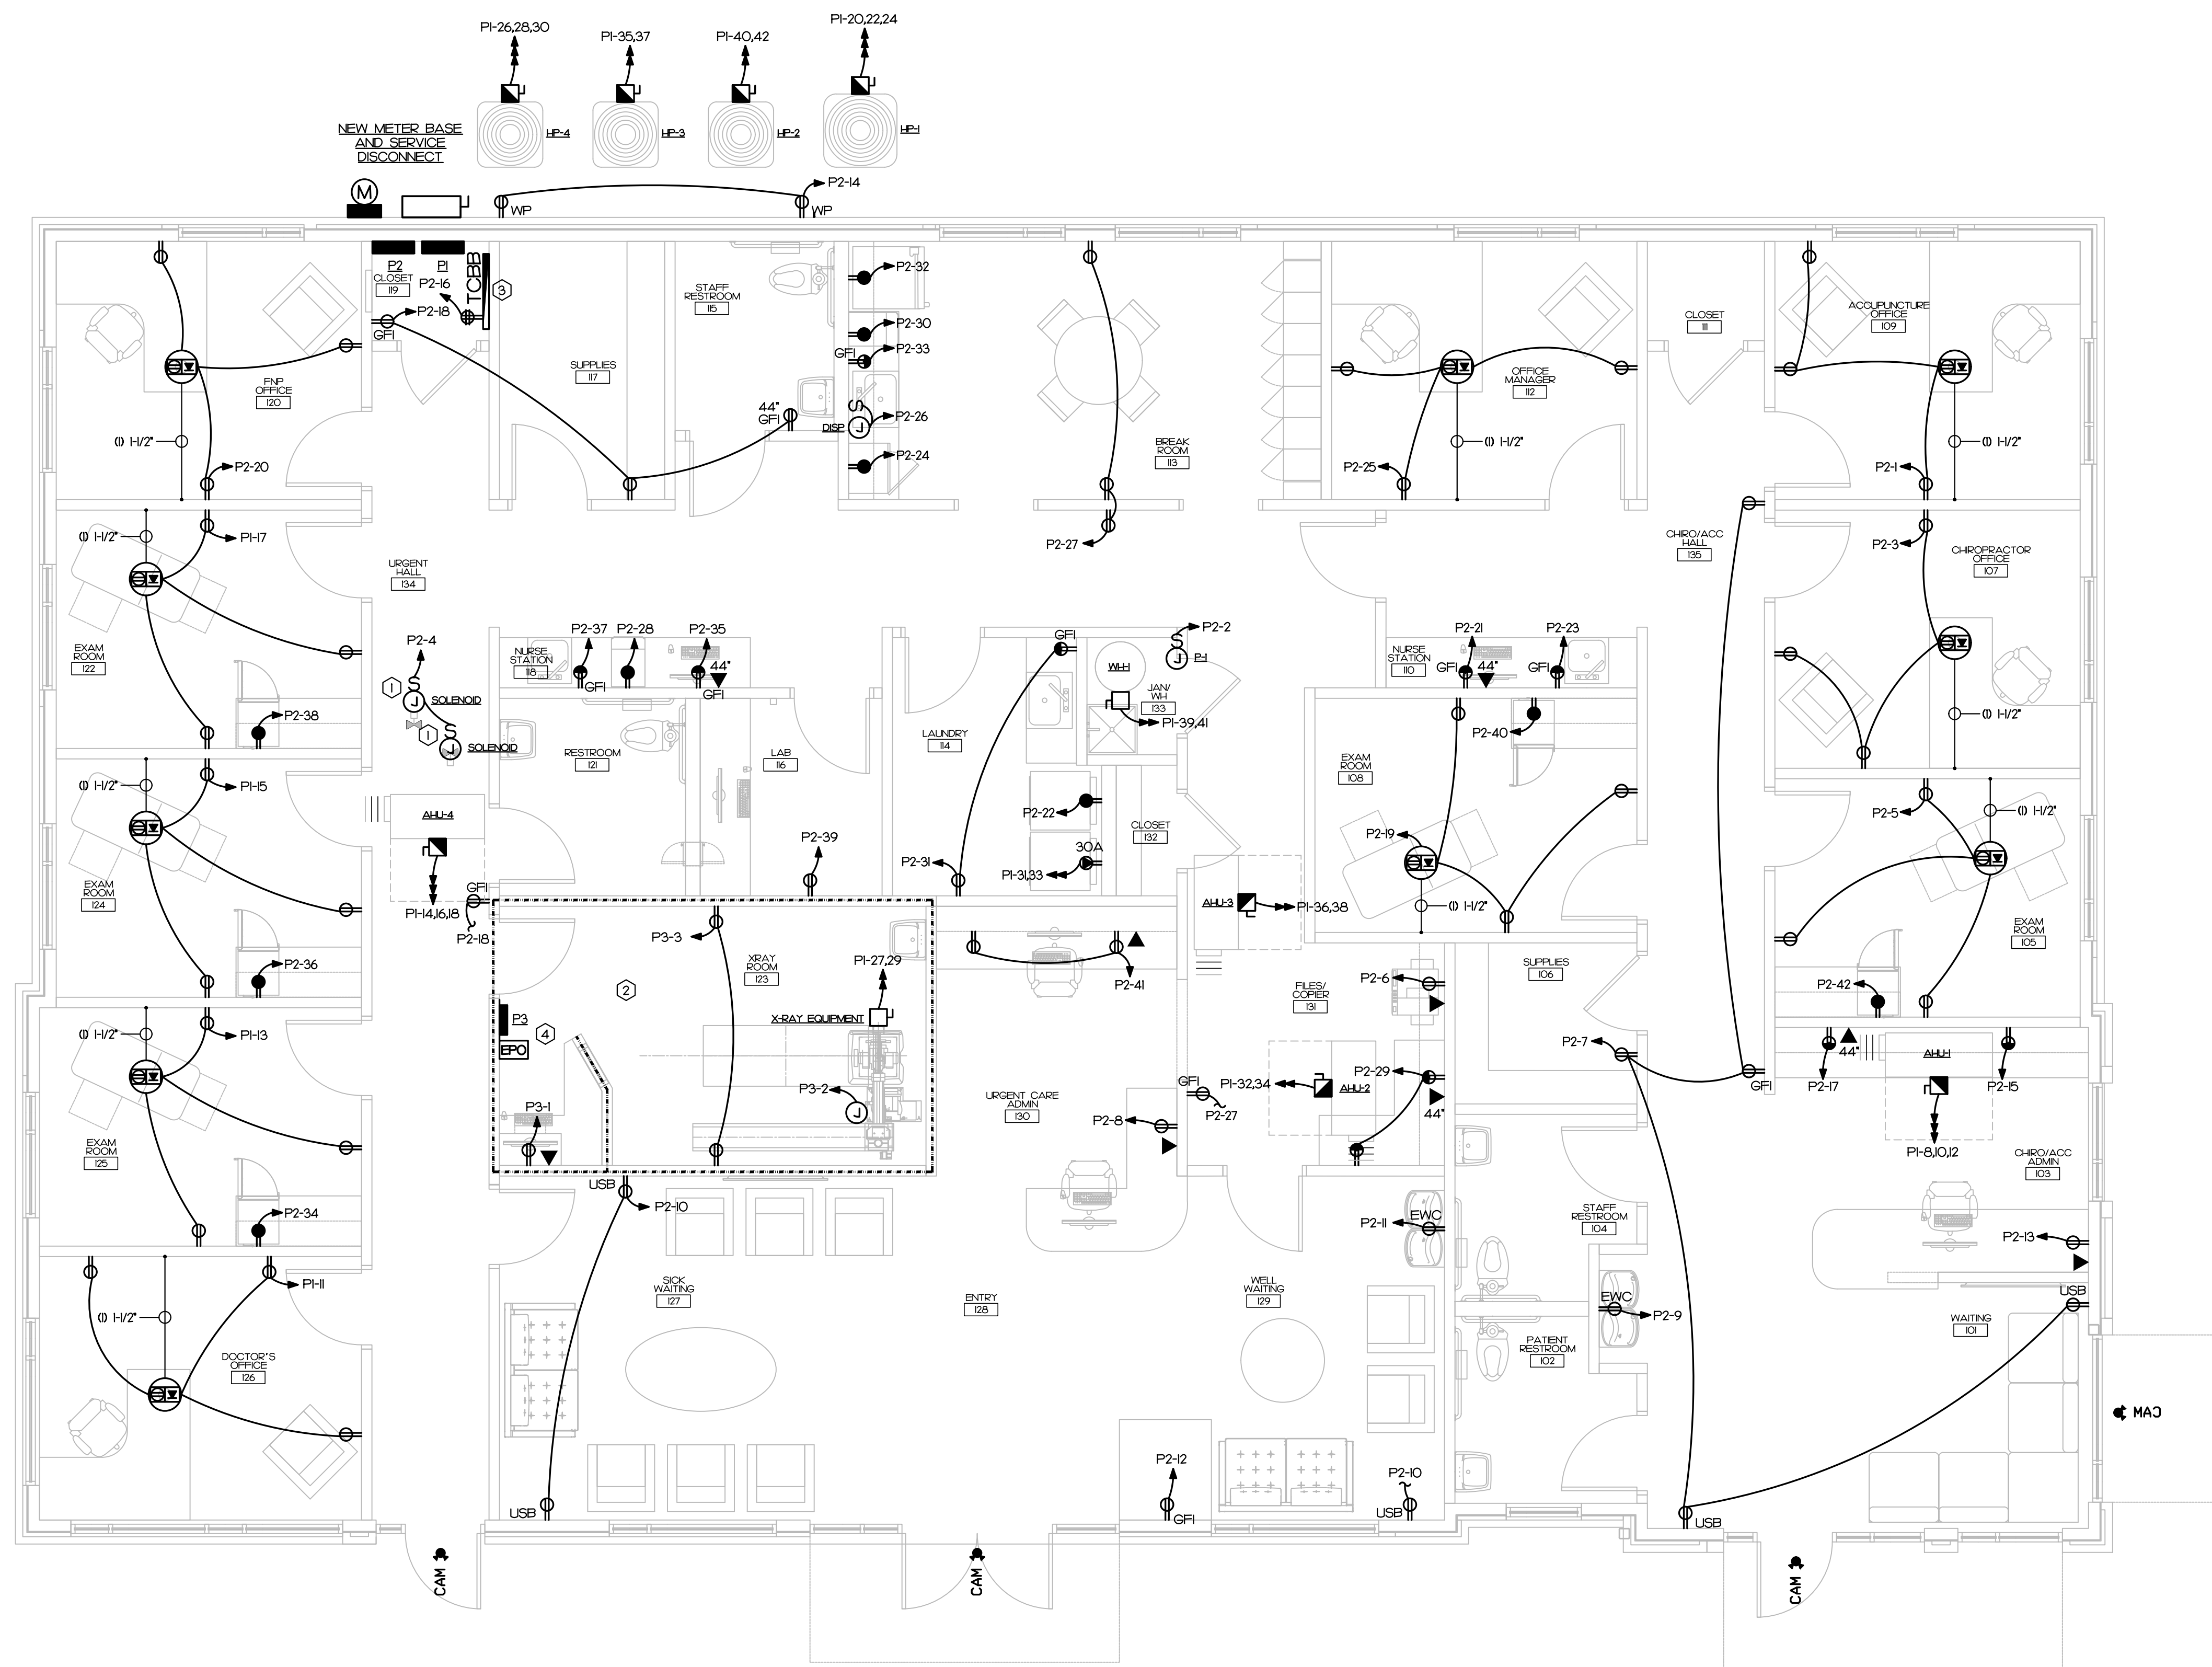 P1-26,28,30
P1-35,37
P1-40,42
P1-20,22,24
NEW METER BASE
AND SERVICE
DISCONNECT
HP-4
HP-3
HP-2
HP-1
M
WP
WP
P2-14
P2
P1
CLOSET
119
P2-16
P2-18
GFI
TCBB
3
STAFF
RESTROOM
115
P2-32
P2-30
GFI
P2-33
SUPPLIES
117
44"
GFI
DISP.
S
J
P2-26
P2-24
FNP
OFFICE
120
(1) 1-1/2"
P2-20
BREAK
ROOM
113
P2-27
OFFICE
MANAGER
112
(1) 1-1/2"
P2-25
CLOSET
111
ACCUPUNCTURE
OFFICE
109
(1) 1-1/2"
P2-1
(1) 1-1/2"
P1-17
URGENT
HALL
134
CHIRO/ACC
HALL
135
P2-3
CHIROPRACTOR
OFFICE
107
(1) 1-1/2"
EXAM
ROOM
122
P2-38
P2-4
S
1
J
SOLENOID
1
S
J
SOLENOID
NURSE
STATION
118
P2-37
P2-28
P2-35
GFI
44"
GFI
RESTROOM
121
LAB
116
P2-39
GFI
LAUNDRY
114
WH-1
P2-2
S
J
P-1
JAN/
WH
133
P1-39,41
P2-22
30A
P1-31,33
P2-31
CLOSET
132
NURSE
STATION
110
P2-21
P2-23
GFI
44"
GFI
P2-40
EXAM
ROOM
108
P2-19
(1) 1-1/2"
P2-5
(1) 1-1/2"
EXAM
ROOM
105
P2-42
(1) 1-1/2"
P1-15
EXAM
ROOM
124
P2-36
AHU-4
P1-14,16,18
GFI
P2-18
P3-3
XRAY
ROOM
123
P1-27,29
2
X-RAY EQUIPMENT
P3
4
EPO
P3-2
J
P3-1
P2-41
AHU-3
P1-36,38
FILES/
COPIER
131
P2-6
SUPPLIES
106
P2-7
GFI
P2-17
44"
AHU-1
P2-15
P1-8,10,12
CHIRO/ACC
ADMIN
103
(1) 1-1/2"
P1-13
EXAM
ROOM
125
P2-34
URGENT CARE
ADMIN
130
P2-8
GFI
P2-27
P1-32,34
AHU-2
P2-29
44"
USB
P2-10
SICK
WAITING
127
ENTRY
128
WELL
WAITING
129
P2-11
EWC
STAFF
RESTROOM
104
EWC
P2-9
PATIENT
RESTROOM
102
P2-13
USB
WAITING
101
P1-11
(1) 1-1/2"
DOCTOR'S
OFFICE
126
USB
P2-12
GFI
P2-10
USB
USB
CAM
CAM
CAM
CAM